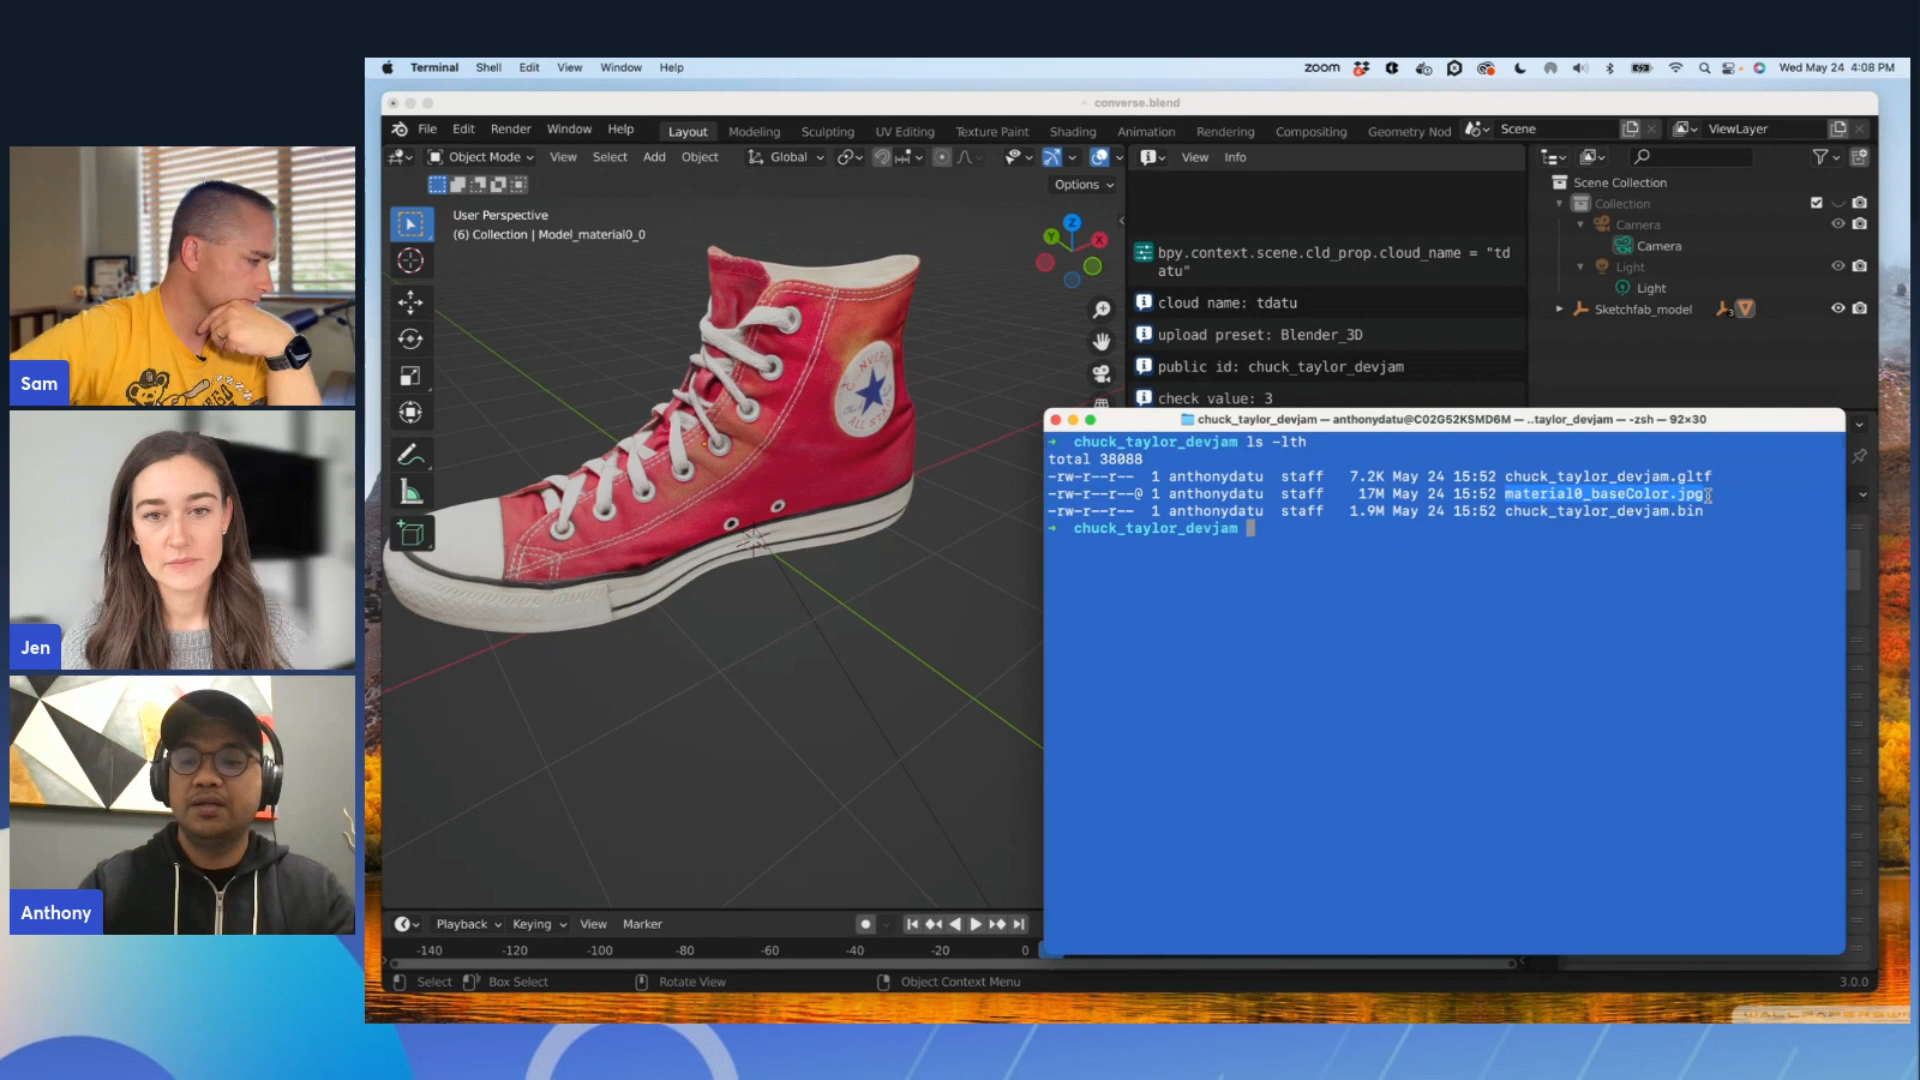 Terminal Shell Edit View Window Help
zoom
Wed May 24 4:08 PM
converse.blend
File Edit Render Window Help
Layout Modeling Sculpting UV Editing Texture Paint Shading Animation Rendering Compositing Geometry Nod
Scene
ViewLayer
Object Mode View Select Add Object
Global
View Info
Options
User Perspective
(6) Collection | Model_material0_0
Z
Y
X
CONVERSE
ALL STAR
bpy.context.scene.cld_prop.cloud_name = "td
atu"
cloud name: tdatu
upload preset: Blender_3D
public id: chuck_taylor_devjam
check value: 3
Scene Collection
Collection
Camera
Camera
Light
Light
Sketchfab_model
3
chuck_taylor_devjam — anthonydatu@C02G52KSMD6M — ..taylor_devjam — -zsh — 92×30
→ chuck_taylor_devjam ls -lth
total 38088
-rw-r--r-- 1 anthonydatu staff 7.2K May 24 15:52 chuck_taylor_devjam.gltf
-rw-r--r--@ 1 anthonydatu staff 17M May 24 15:52 material0_baseColor.jpg
-rw-r--r-- 1 anthonydatu staff 1.9M May 24 15:52 chuck_taylor_devjam.bin
→ chuck_taylor_devjam
Sam
Jen
Anthony
Playback Keying View Marker
-140 -120 -100 -80 -60 -40 -20 0
Select Box Select Rotate View Object Context Menu
3.0.0